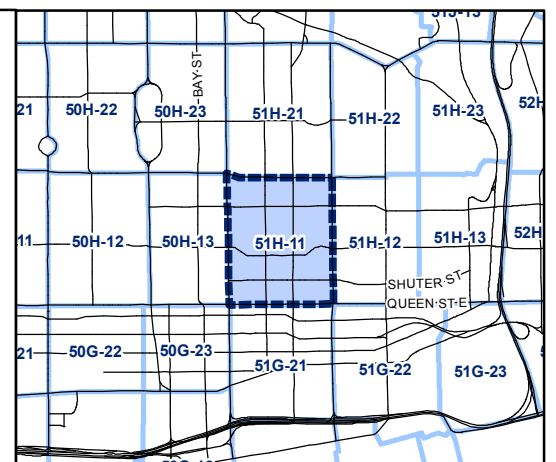 BAY ST
21
50H-22
50H-23
51H-21
51H-22
51H-23
52H
11
50H-12
50H-13
51H-11
51H-12
51H-13
52H
SHUTER ST
QUEEN ST E
21
50G-22
50G-23
51G-21
51G-22
51G-23